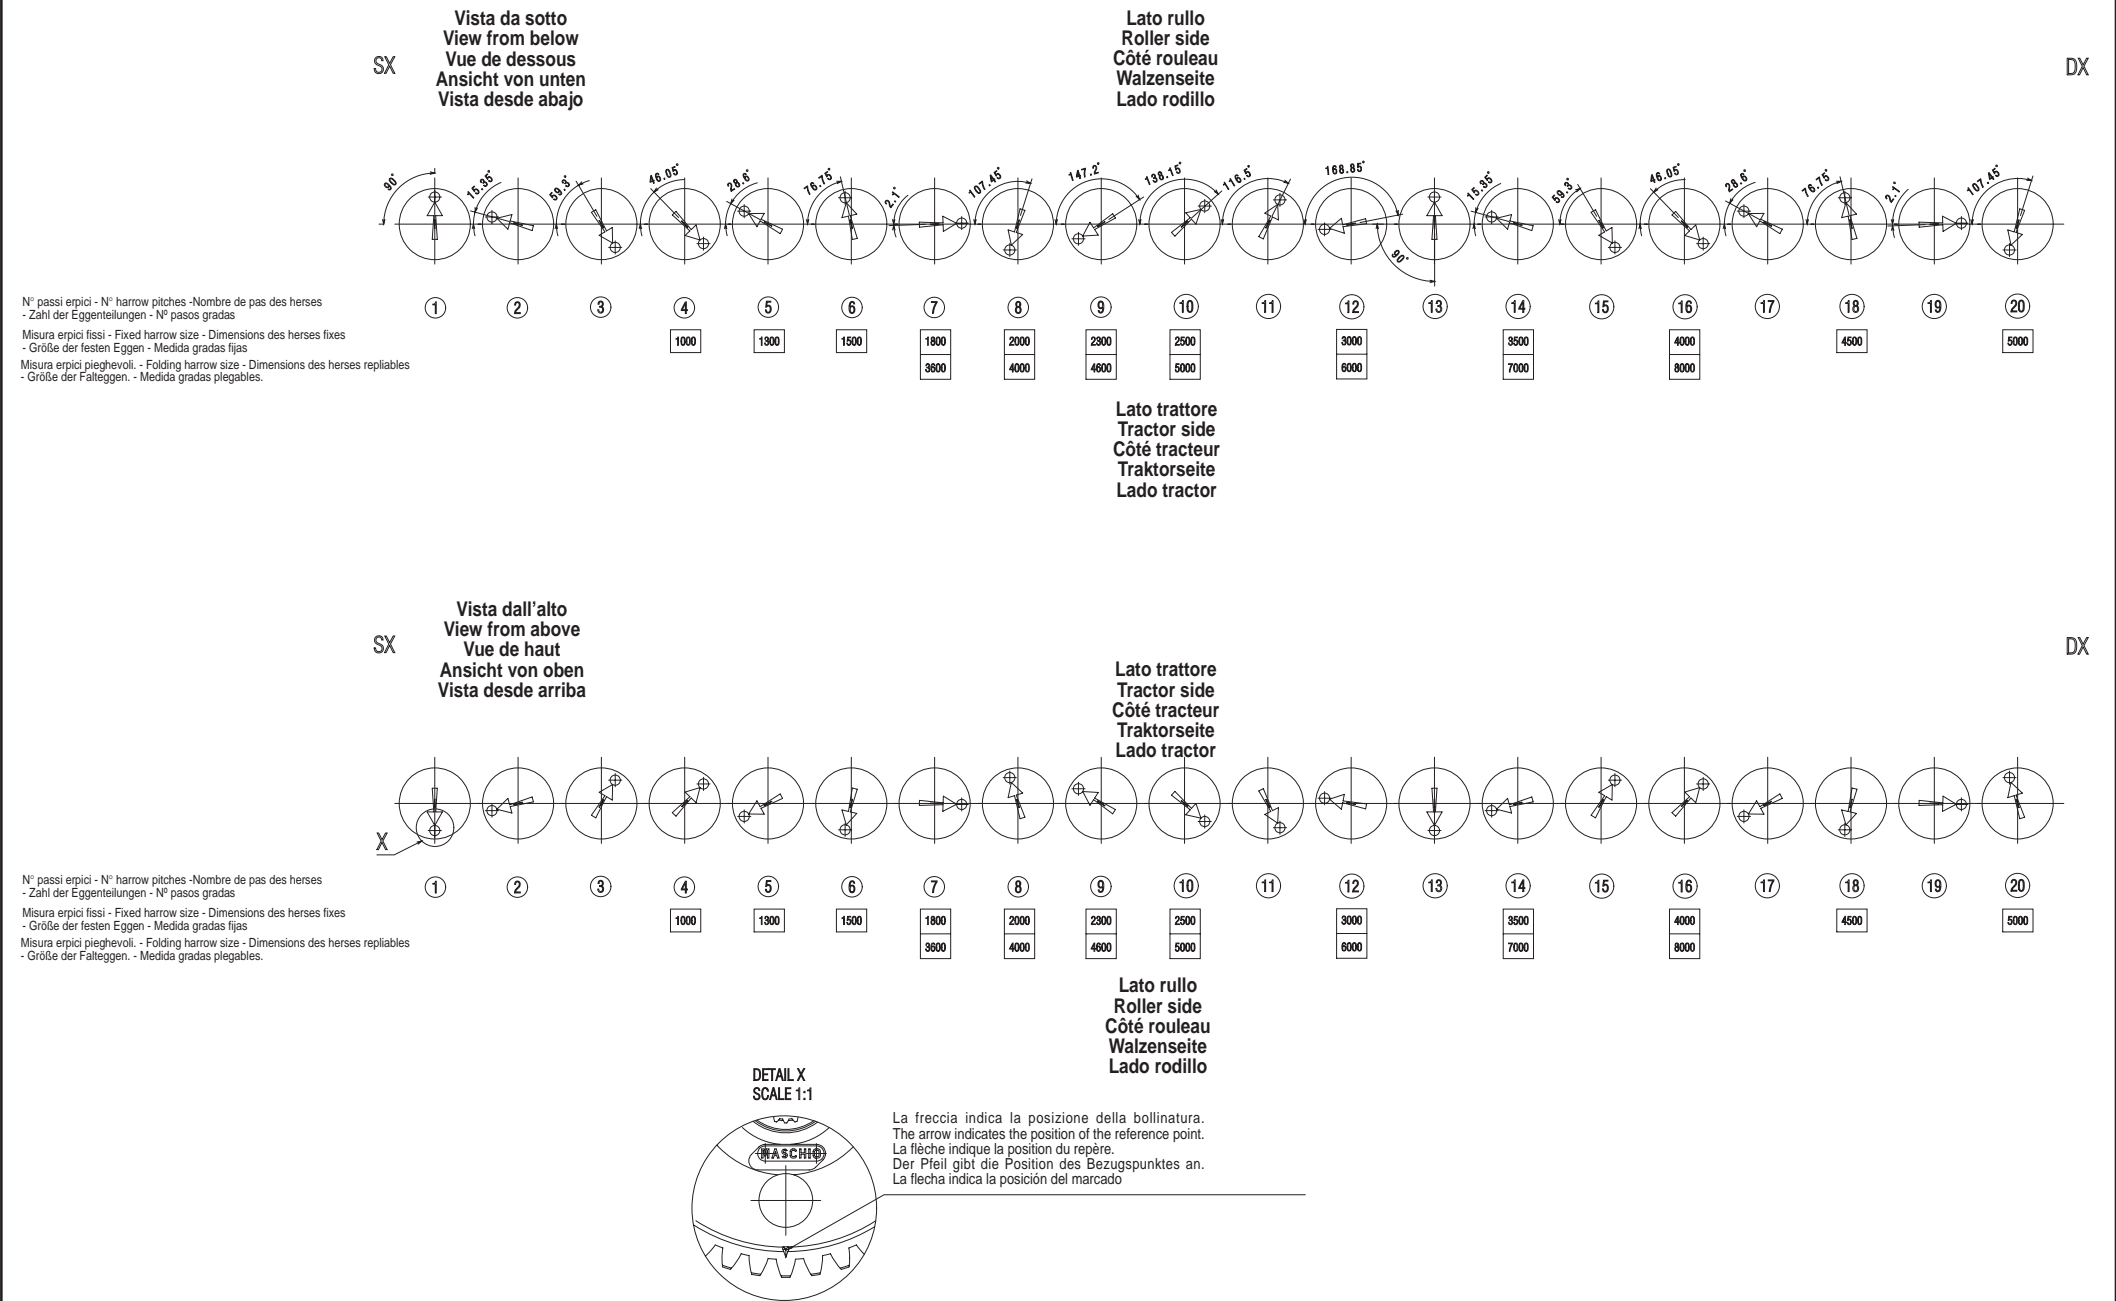 Vista da sotto
View from below
Vue de dessous
Ansicht von unten
Vista desde abajo
Lato rullo
Roller side
Côté rouleau
Walzenseite
Lado rodillo
SX
DX
90° 15.35° 59.3° 46.05° 28.6° 76.75° 2.1° 107.45° 147.2° 138.15° 116.5° 168.85° 90° 15.35° 59.3° 46.05° 28.6° 76.75° 2.1° 107.45°
N° passi erpici - N° harrow pitches -Nombre de pas des herses
- Zahl der Eggenteilungen - Nº pasos gradas
1 2 3 4 5 6 7 8 9 10 11 12 13 14 15 16 17 18 19 20
Misura erpici fissi - Fixed harrow size - Dimensions des herses fixes
- Größe der festen Eggen - Medida gradas fijas
1000 1300 1500 1800 2000 2300 2500 3000 3500 4000 4500 5000
Misura erpici pieghevoli. - Folding harrow size - Dimensions des herses repliables
- Größe der Falteggen. - Medida gradas plegables.
3600 4000 4600 5000 6000 7000 8000
Lato trattore
Tractor side
Côté tracteur
Traktorseite
Lado tractor
Vista dall'alto
View from above
Vue de haut
Ansicht von oben
Vista desde arriba
SX
DX
Lato trattore
Tractor side
Côté tracteur
Traktorseite
Lado tractor
X
N° passi erpici - N° harrow pitches -Nombre de pas des herses
- Zahl der Eggenteilungen - Nº pasos gradas
1 2 3 4 5 6 7 8 9 10 11 12 13 14 15 16 17 18 19 20
Misura erpici fissi - Fixed harrow size - Dimensions des herses fixes
- Größe der festen Eggen - Medida gradas fijas
1000 1300 1500 1800 2000 2300 2500 3000 3500 4000 4500 5000
Misura erpici pieghevoli. - Folding harrow size - Dimensions des herses repliables
- Größe der Falteggen. - Medida gradas plegables.
3600 4000 4600 5000 6000 7000 8000
Lato rullo
Roller side
Côté rouleau
Walzenseite
Lado rodillo
DETAIL X
SCALE 1:1
MASCHIO
La freccia indica la posizione della bollinatura.
The arrow indicates the position of the reference point.
La flèche indique la position du repère.
Der Pfeil gibt die Position des Bezugspunktes an.
La flecha indica la posición del marcado